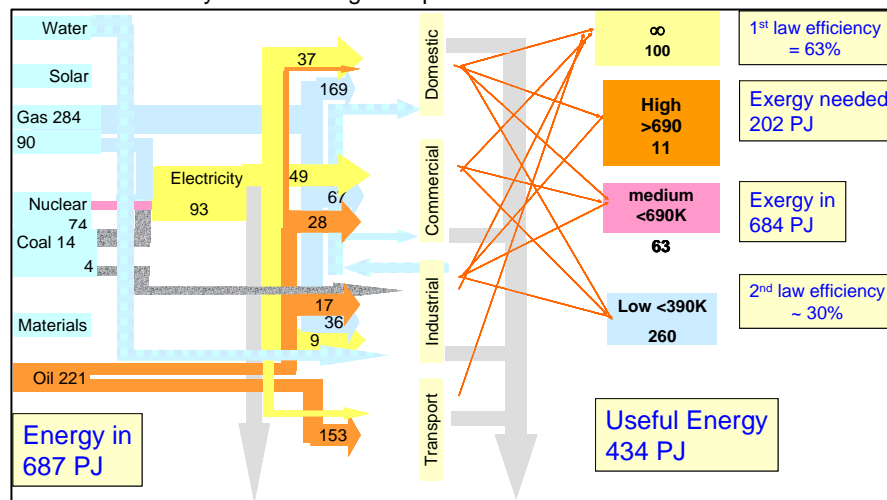 Water
Solar
Gas 284
90
Nuclear
74
Coal 14
4
Materials
Oil 221
Energy in
687 PJ
Electricity
93
37
169
49
67
28
17
36
9
153
Domestic
Commercial
Industrial
Transport
∞
100
High
>690
11
medium
<690K
63
Low <390K
260
Useful Energy
434 PJ
1st law efficiency
= 63%
Exergy needed
202 PJ
Exergy in
684 PJ
2nd law efficiency
~ 30%